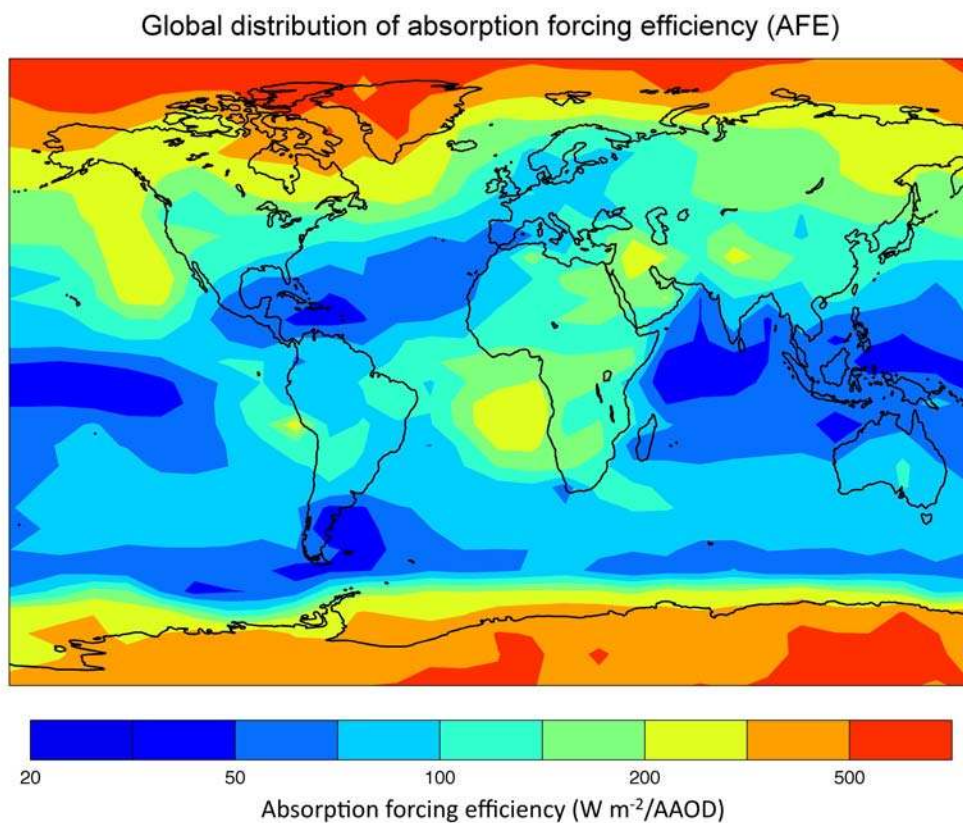 Global distribution of absorption forcing efficiency (AFE)
20 50 100 200 500
Absorption forcing efficiency (W m⁻²/AAOD)